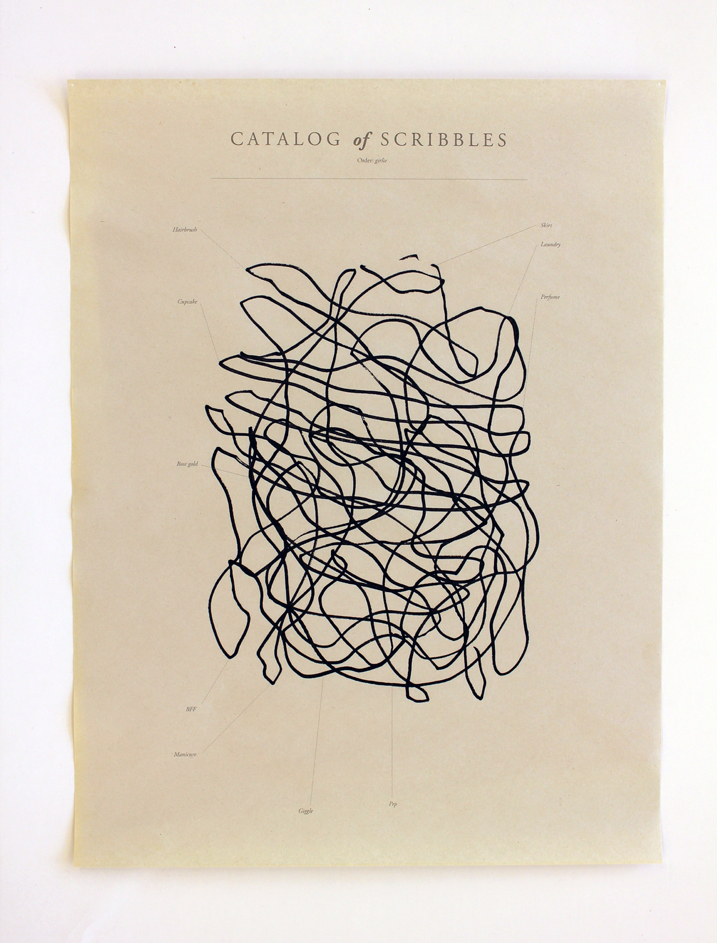 CATALOG of SCRIBBLES
Order: girls
Hairbrush
Skirt
Laundry
Cupcake
Perfume
Rose gold
BFF
Manicure
Giggle
Pop